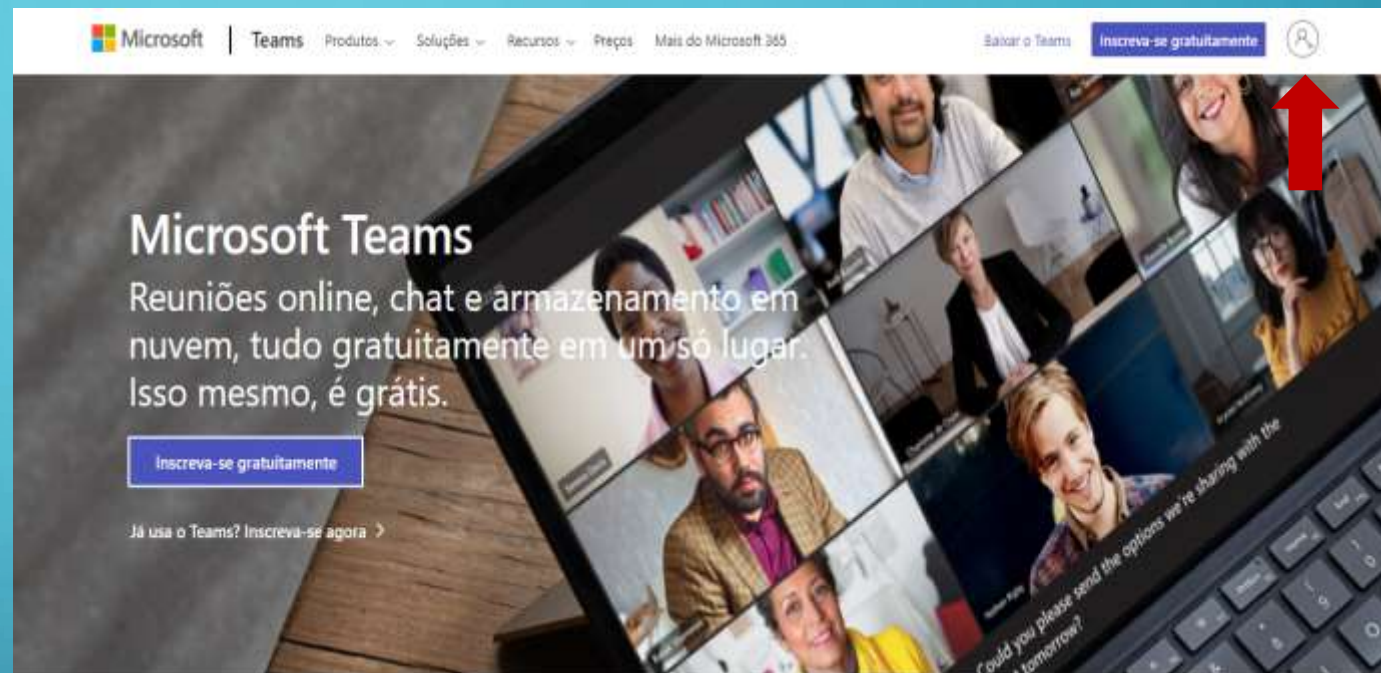 Microsoft | Teams Produtos Soluções Recursos Preços Mais do Microsoft 365 Baixar o Teams Inscreva-se gratuitamente
Microsoft Teams
Reuniões online, chat e armazenamento em
nuvem, tudo gratuitamente em um só lugar.
Isso mesmo, é grátis.
Inscreva-se gratuitamente
Já usa o Teams? Inscreva-se agora
Could you please send the options we're sharing with the
tomorrow?